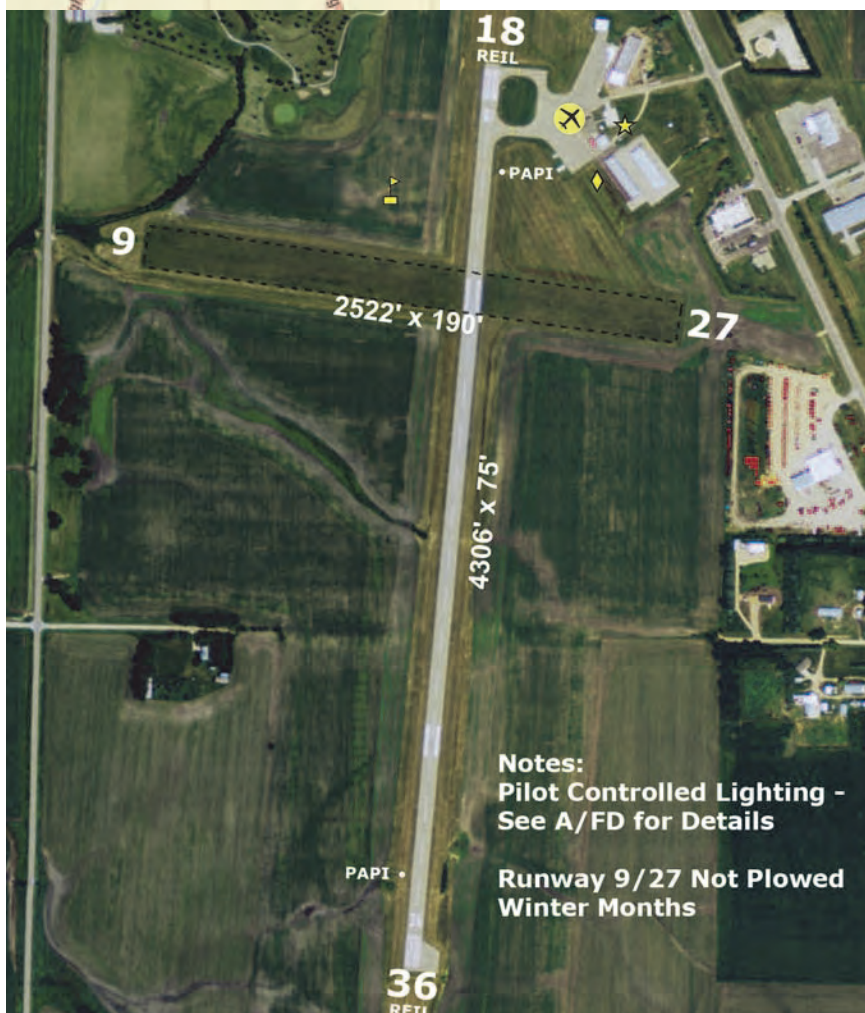 18
REIL
PAPI
9
2522' x 190'
27
4306' x 75'
Notes:
Pilot Controlled Lighting -
See A/FD for Details
Runway 9/27 Not Plowed
Winter Months
PAPI
36
REIL